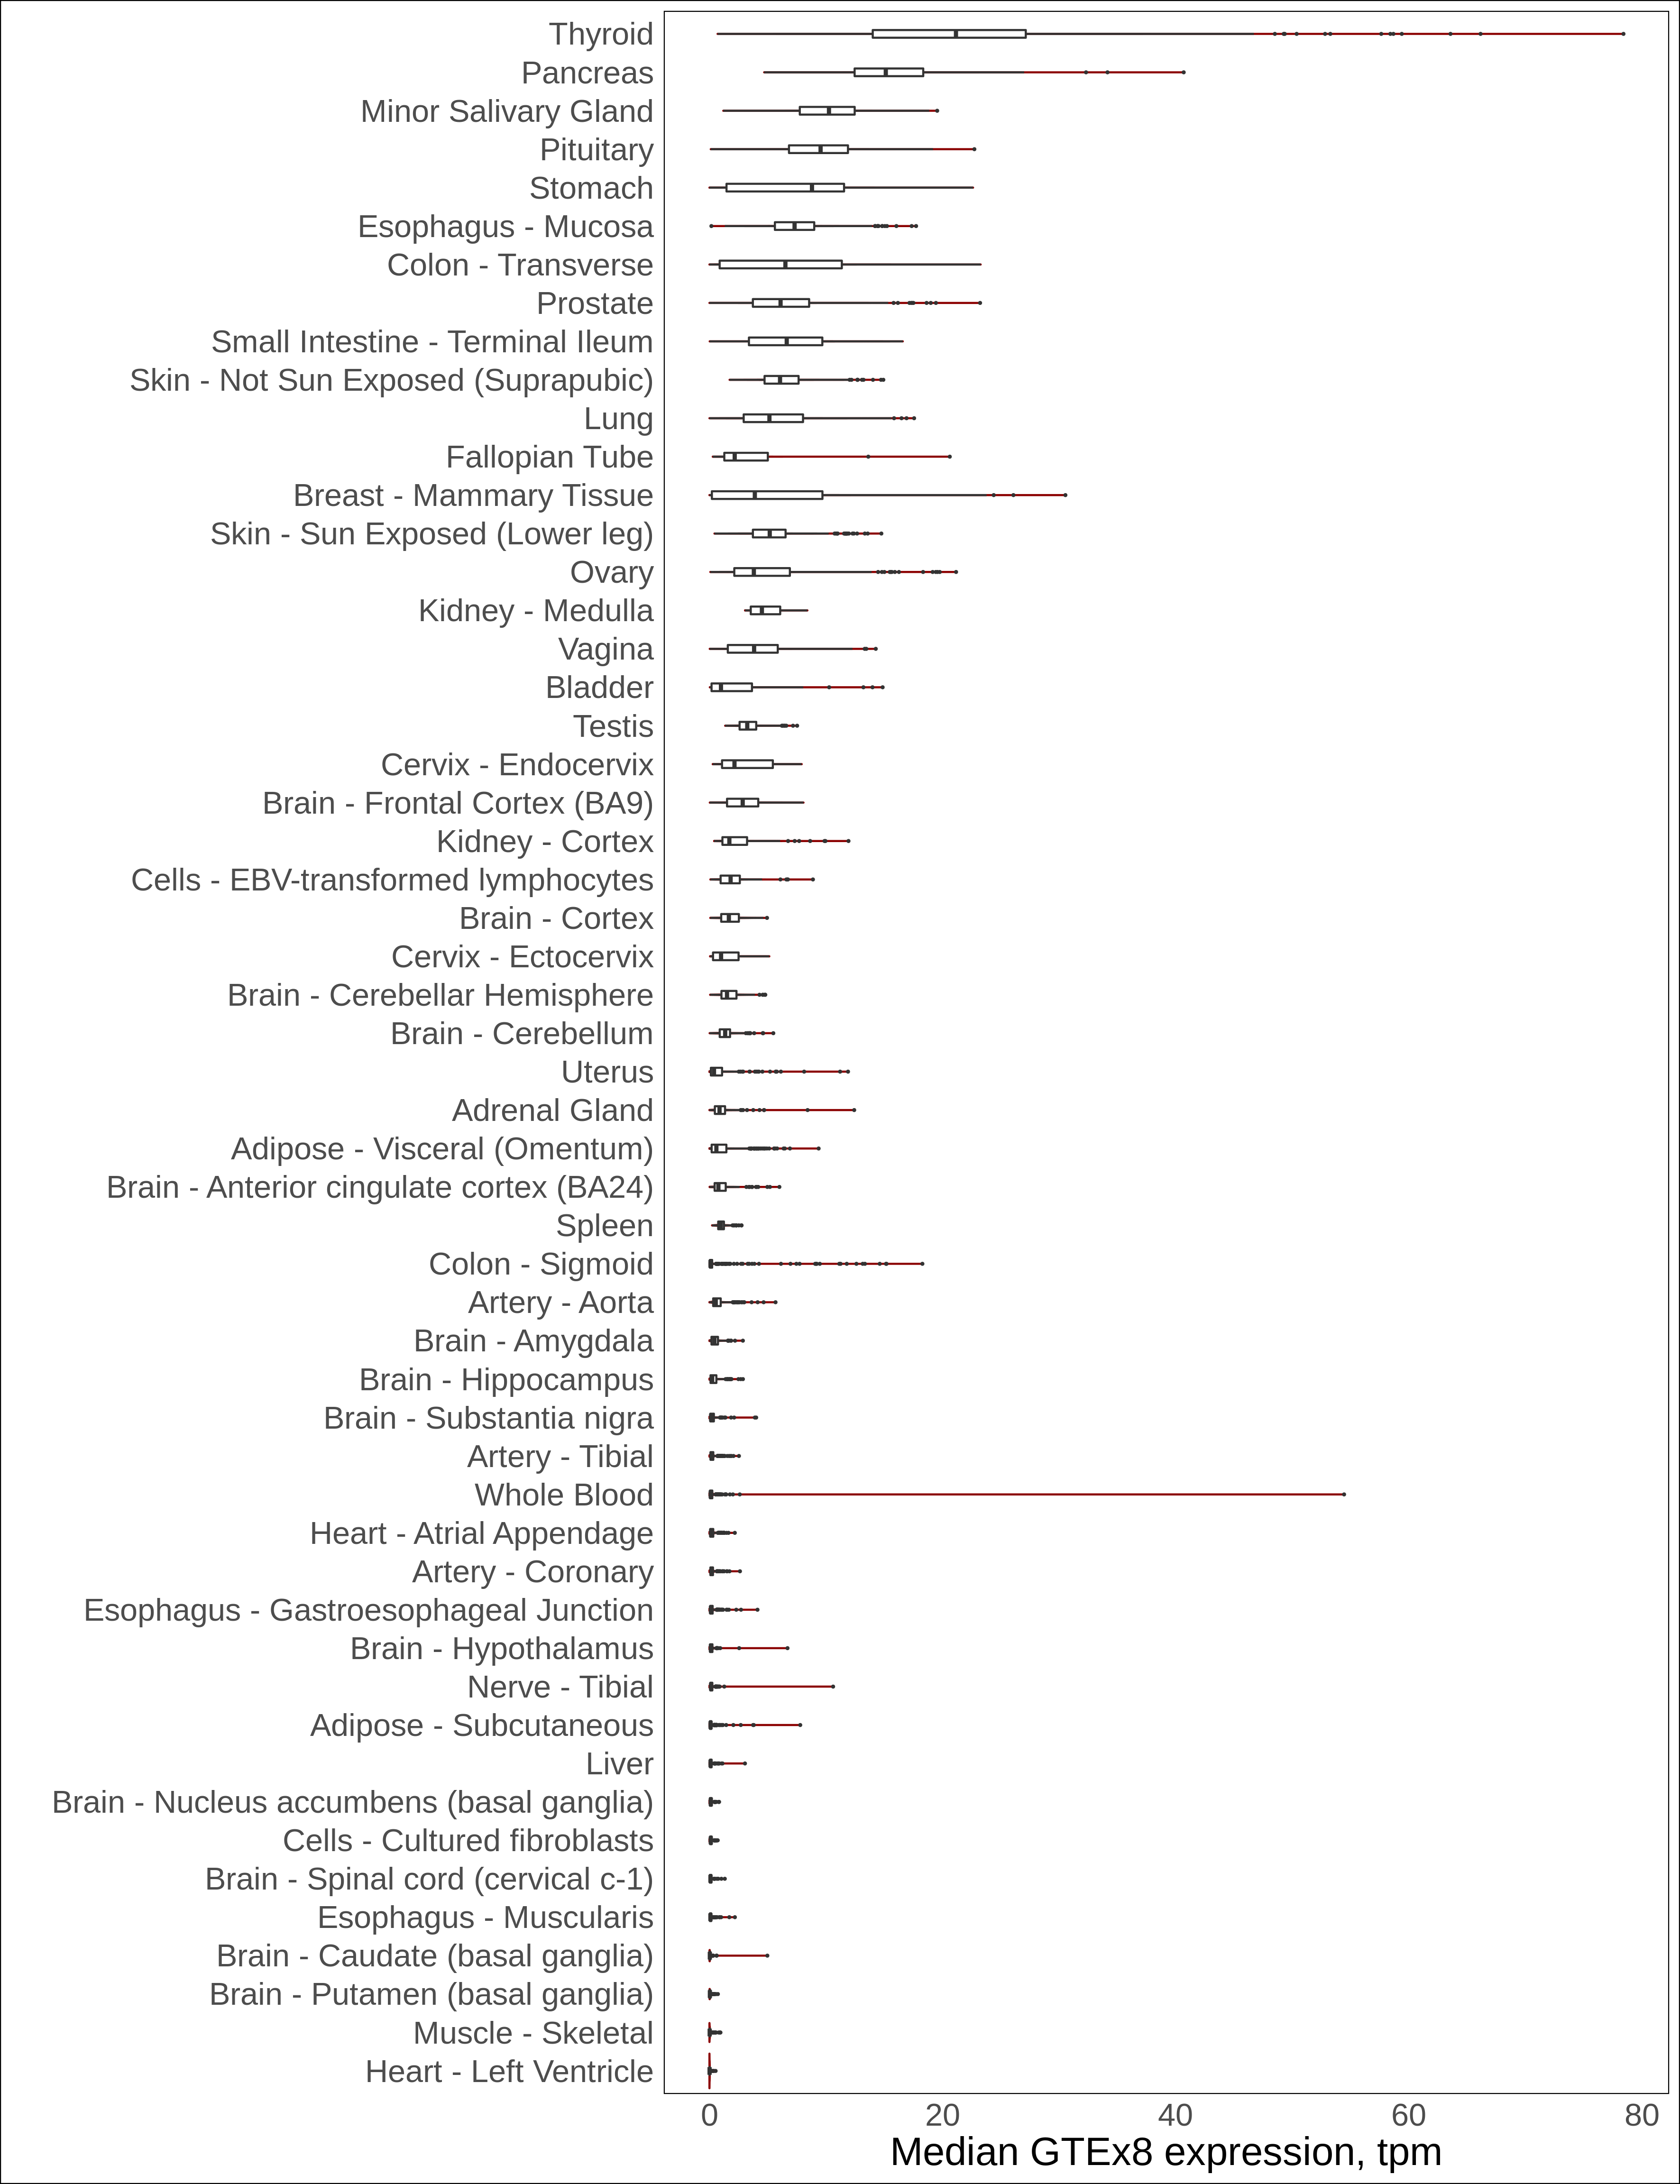 Thyroid
Pancreas
Minor Salivary Gland
Pituitary
Stomach
Esophagus - Mucosa
Colon - Transverse
Prostate
Small Intestine - Terminal Ileum
Skin - Not Sun Exposed (Suprapubic)
Lung
Fallopian Tube
Breast - Mammary Tissue
Skin - Sun Exposed (Lower leg)
Ovary
Kidney - Medulla
Vagina
Bladder
Testis
Cervix - Endocervix
Brain - Frontal Cortex (BA9)
Kidney - Cortex
Cells - EBV-transformed lymphocytes
Brain - Cortex
Cervix - Ectocervix
Brain - Cerebellar Hemisphere
Brain - Cerebellum
Uterus
Adrenal Gland
Adipose - Visceral (Omentum)
Brain - Anterior cingulate cortex (BA24)
Spleen
Colon - Sigmoid
Artery - Aorta
Brain - Amygdala
Brain - Hippocampus
Brain - Substantia nigra
Artery - Tibial
Whole Blood
Heart - Atrial Appendage
Artery - Coronary
Esophagus - Gastroesophageal Junction
Brain - Hypothalamus
Nerve - Tibial
Adipose - Subcutaneous
Liver
Brain - Nucleus accumbens (basal ganglia)
Cells - Cultured fibroblasts
Brain - Spinal cord (cervical c-1)
Esophagus - Muscularis
Brain - Caudate (basal ganglia)
Brain - Putamen (basal ganglia)
Muscle - Skeletal
Heart - Left Ventricle
0 20 40 60 80
Median GTEx8 expression, tpm